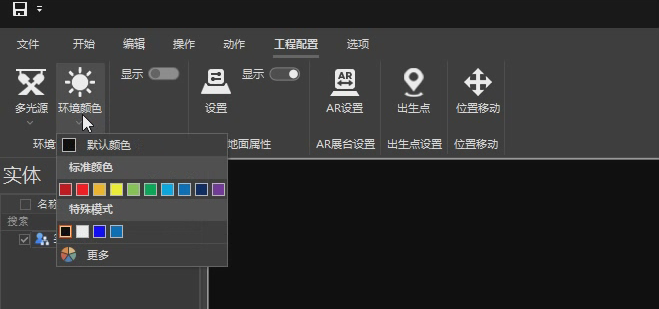 文件 开始 编辑 操作 动作 工程配置 选项
显示 显示
多光源 环境颜色 设置 AR设置 出生点 位置移动
环境 地面属性 AR展台设置 出生点设置 位置移动
默认颜色
实体 标准颜色
名称 特殊模式
搜索
更多